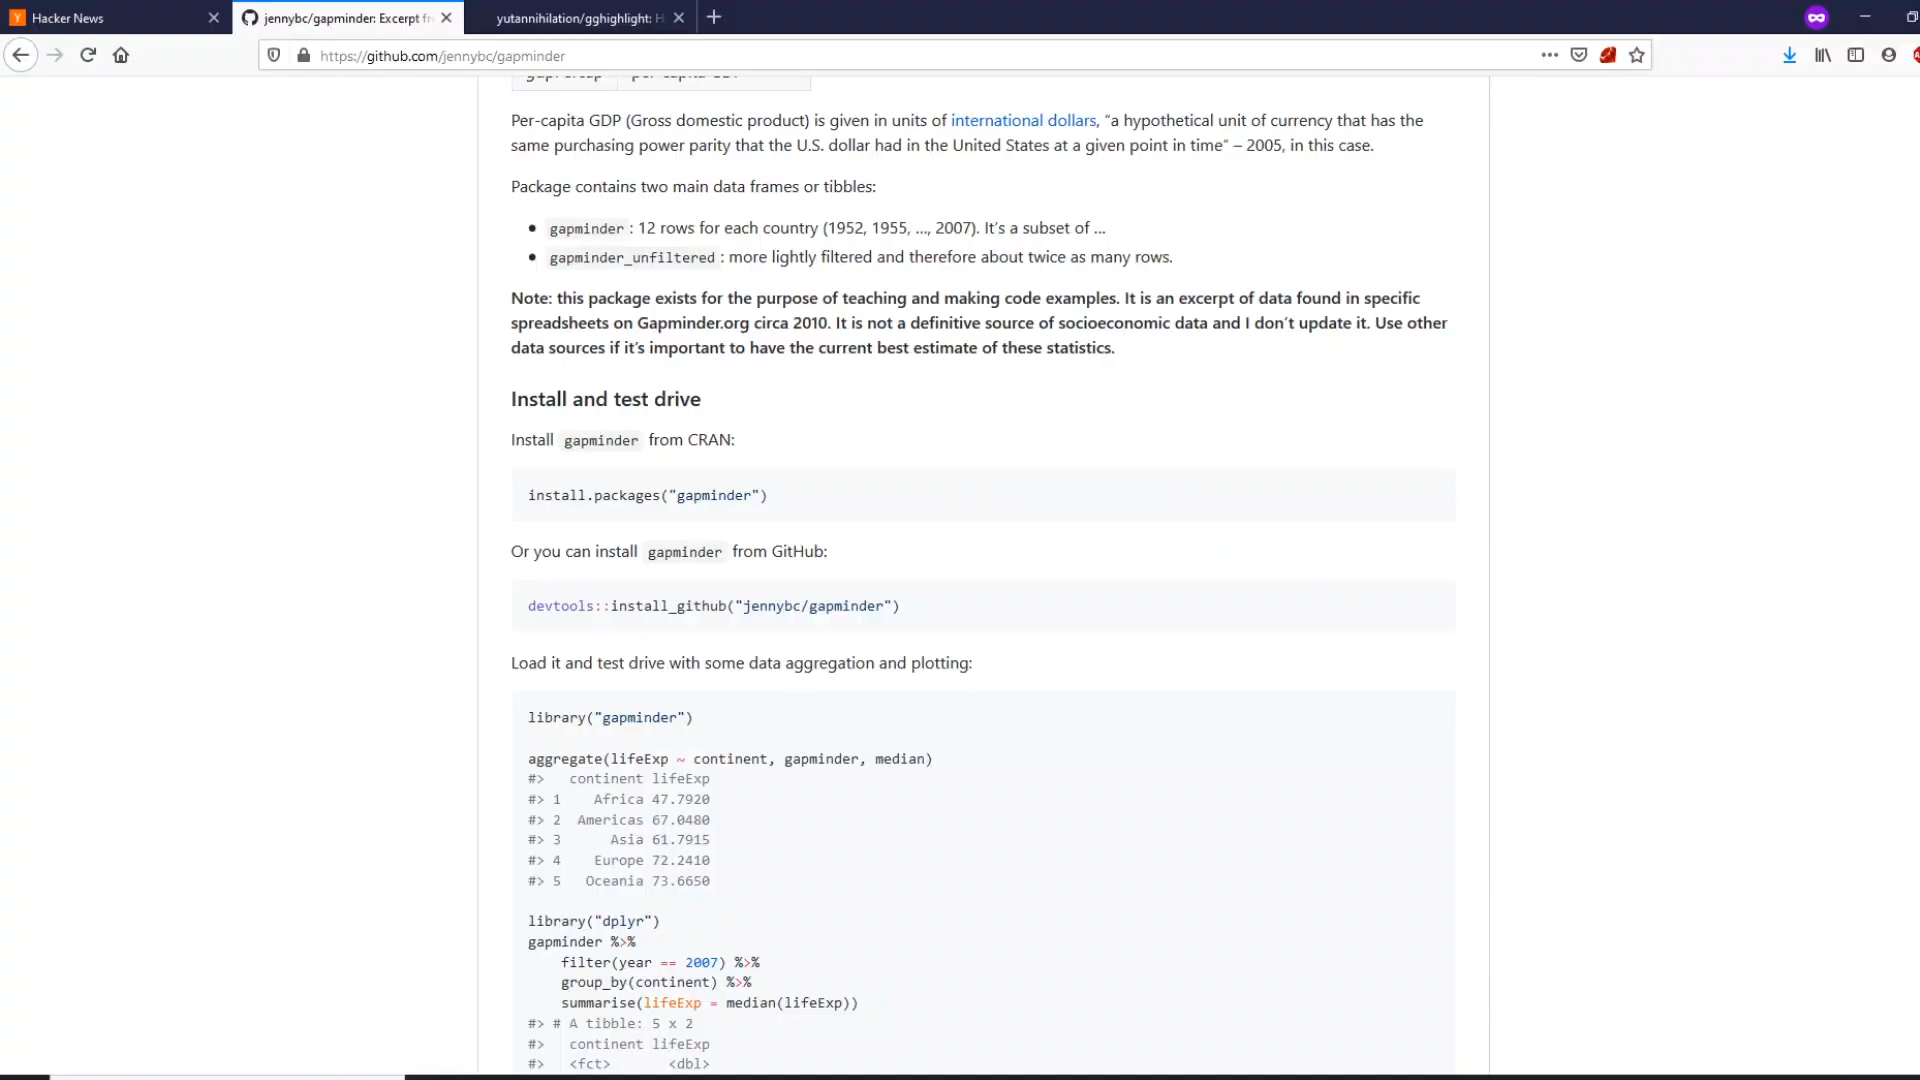 Hacker News
jennybc/gapminder: Excerpt fr
yutannihilation/gghighlight: H
https://github.com/jennybc/gapminder
Per-capita GDP (Gross domestic product) is given in units of international dollars, “a hypothetical unit of currency that has the
same purchasing power parity that the U.S. dollar had in the United States at a given point in time” – 2005, in this case.
Package contains two main data frames or tibbles:
• gapminder : 12 rows for each country (1952, 1955, …, 2007). It’s a subset of …
• gapminder_unfiltered : more lightly filtered and therefore about twice as many rows.
Note: this package exists for the purpose of teaching and making code examples. It is an excerpt of data found in specific
spreadsheets on Gapminder.org circa 2010. It is not a definitive source of socioeconomic data and I don’t update it. Use other
data sources if it’s important to have the current best estimate of these statistics.
Install and test drive
Install gapminder from CRAN:
install.packages("gapminder")
Or you can install gapminder from GitHub:
devtools::install_github("jennybc/gapminder")
Load it and test drive with some data aggregation and plotting:
library("gapminder")
aggregate(lifeExp ~ continent, gapminder, median)
#>   continent lifeExp
#> 1    Africa 47.7920
#> 2  Americas 67.0480
#> 3      Asia 61.7915
#> 4    Europe 72.2410
#> 5   Oceania 73.6650
library("dplyr")
gapminder %>%
    filter(year == 2007) %>%
    group_by(continent) %>%
    summarise(lifeExp = median(lifeExp))
#> # A tibble: 5 x 2
#>   continent lifeExp
#>   <fct>       <dbl>